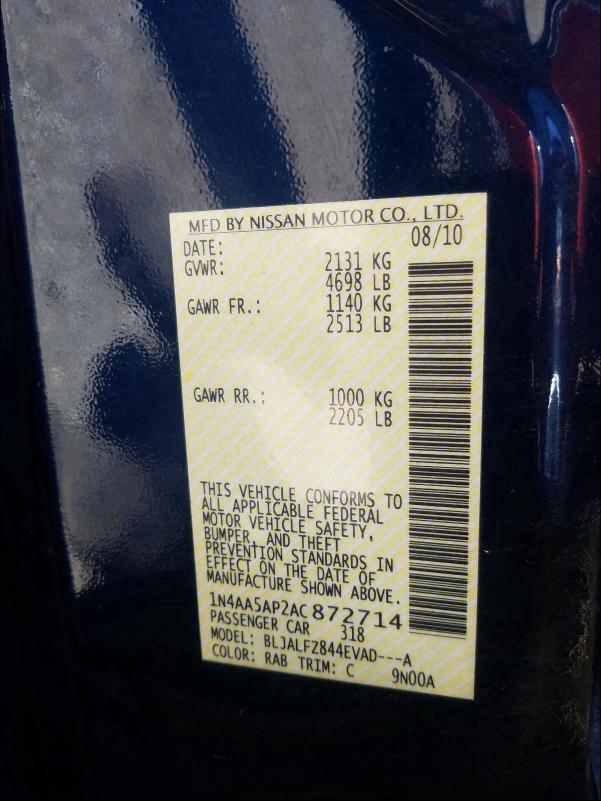 MFD BY NISSAN MOTOR CO., LTD.
DATE: 08/10
GVWR: 2131 KG
4698 LB
GAWR FR.: 1140 KG
2513 LB
GAWR RR.: 1000 KG
2205 LB
THIS VEHICLE CONFORMS TO
ALL APPLICABLE FEDERAL
MOTOR VEHICLE SAFETY,
BUMPER, AND THEFT
PREVENTION STANDARDS IN
EFFECT ON THE DATE OF
MANUFACTURE SHOWN ABOVE.
1N4AA5AP2AC872714
PASSENGER CAR 318
MODEL: BLJALFZ844EVAD---A
COLOR: RAB TRIM: C 9N00A